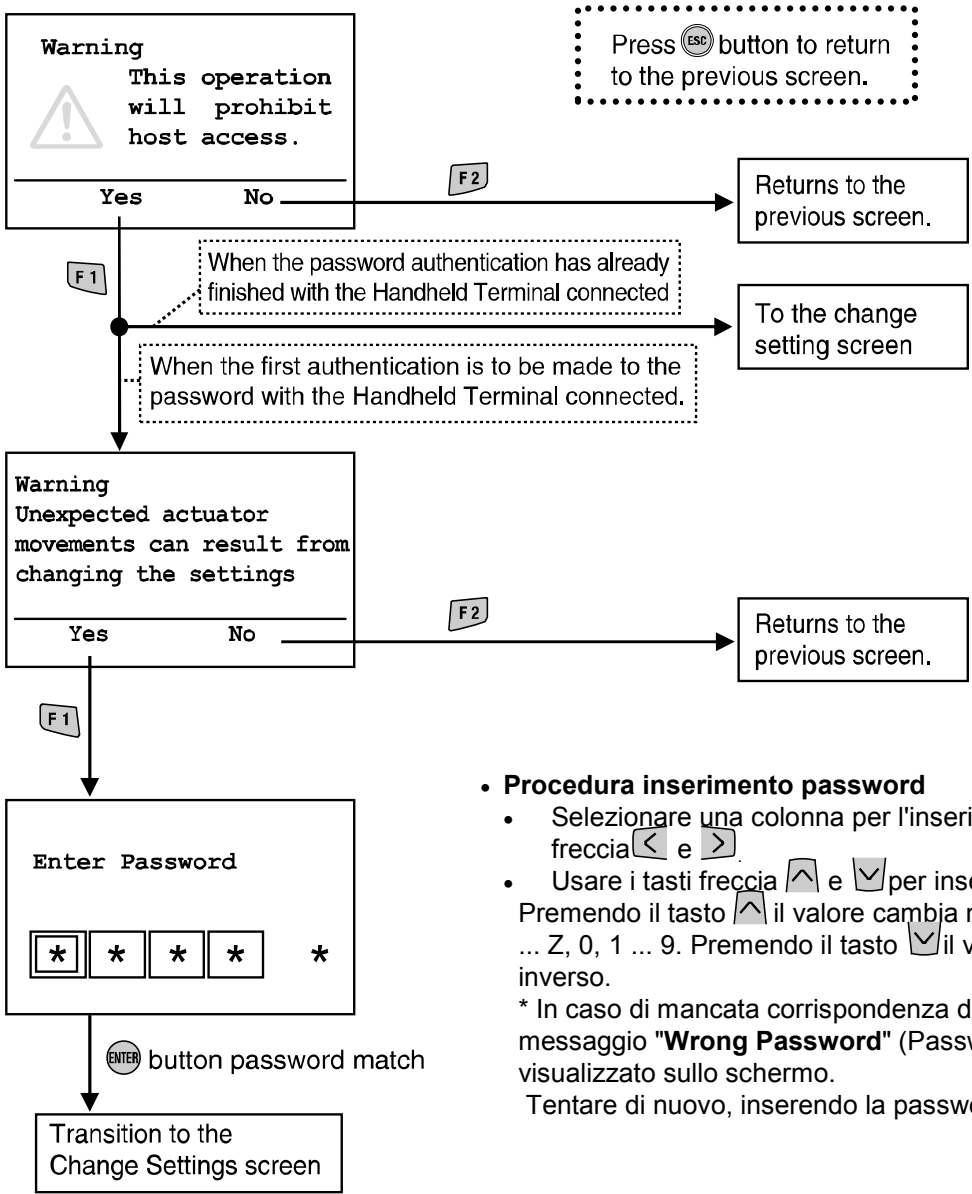 Warning
This operation
will prohibit
host access.
Yes No
Press ESC button to return
to the previous screen.
F2
Returns to the
previous screen.
F1
When the password authentication has already
finished with the Handheld Terminal connected
To the change
setting screen
When the first authentication is to be made to the
password with the Handheld Terminal connected.
Warning
Unexpected actuator
movements can result from
changing the settings
Yes No
F2
Returns to the
previous screen.
F1
Enter Password
* * * * *
ENTER button password match
Transition to the
Change Settings screen
• Procedura inserimento password
• Selezionare una colonna per l'inseri
freccia < e > .
• Usare i tasti freccia ∧ e ∨ per inse
Premendo il tasto ∧ il valore cambia
... Z, 0, 1 ... 9. Premendo il tasto ∨ il v
inverso.
* In caso di mancata corrispondenza d
messaggio "Wrong Password" (Passw
visualizzato sullo schermo.
Tentare di nuovo, inserendo la passw